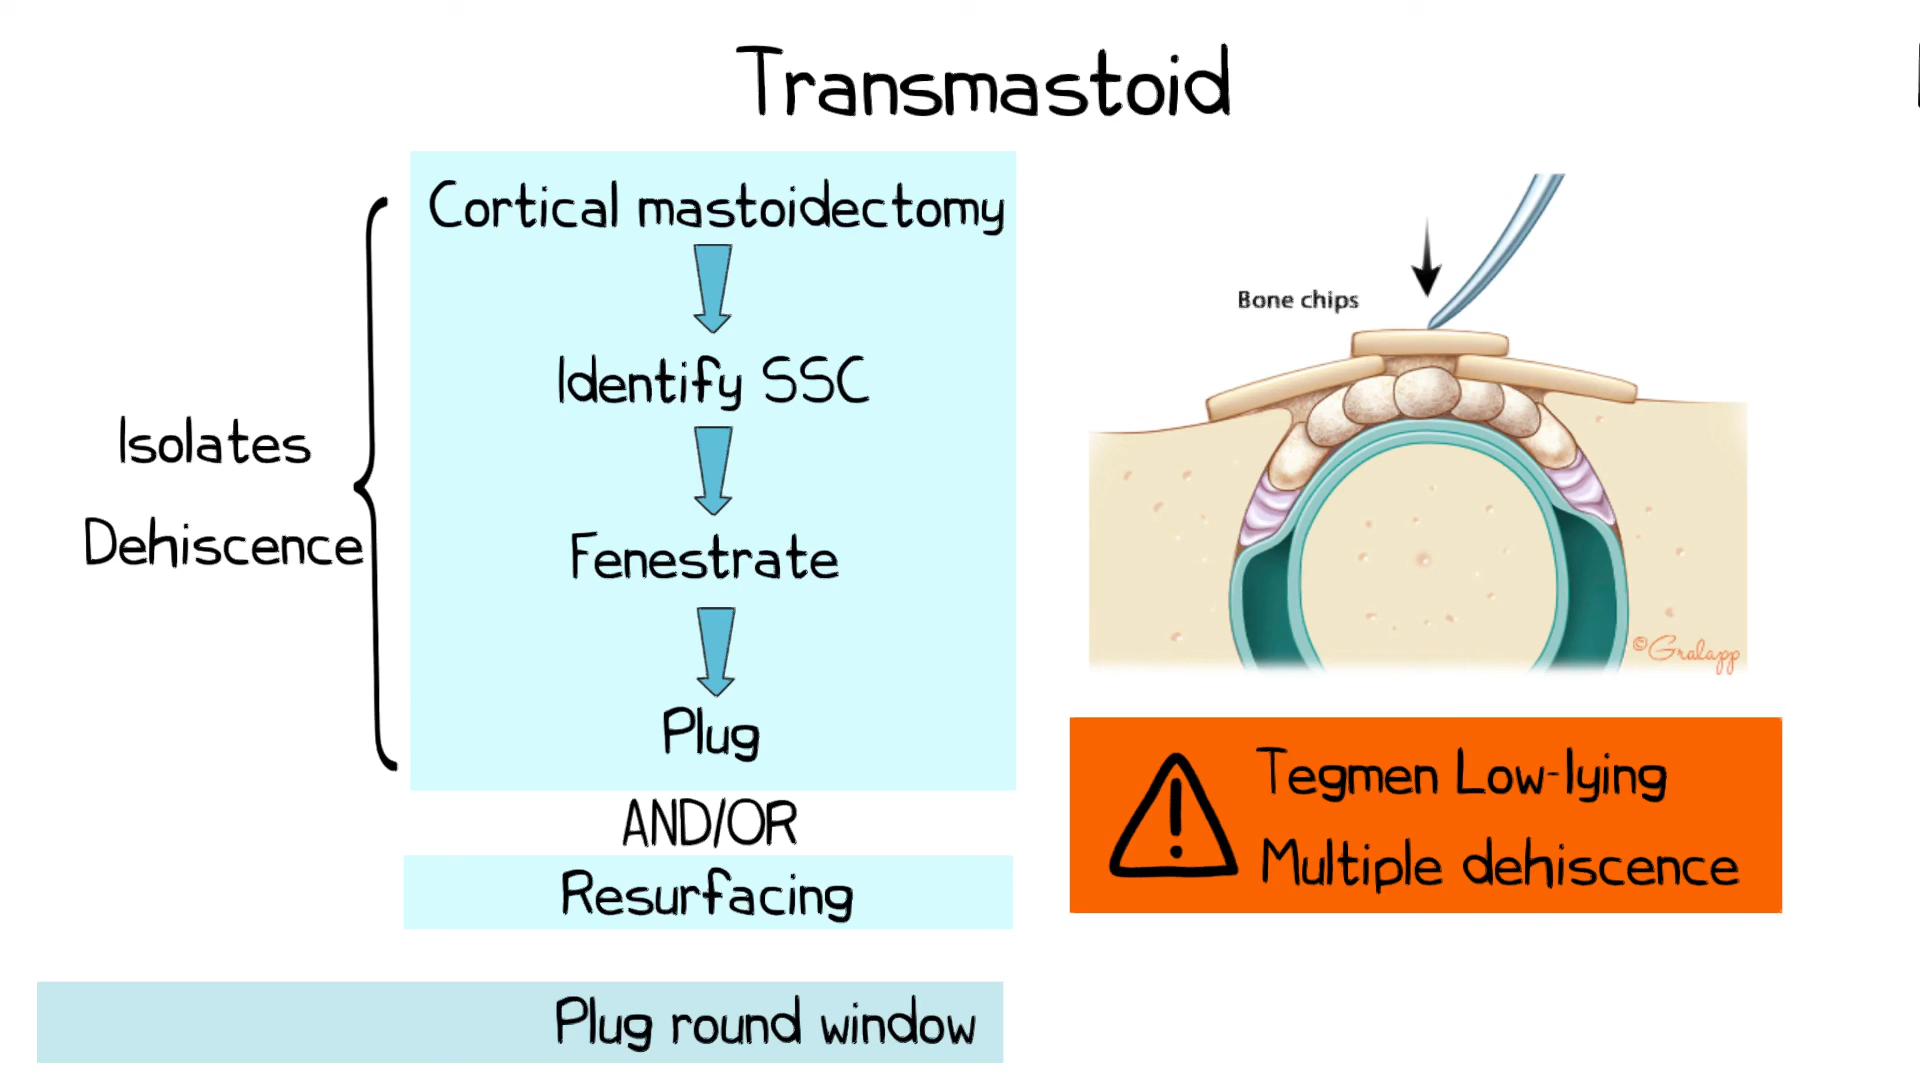 Transmastoid
Cortical mastoidectomy
Identify SSC
Fenestrate
Plug
Isolates
Dehiscence
AND/OR
Resurfacing
Plug round window
Bone chips
©Gralapp
Tegmen Low-lying
Multiple dehiscence